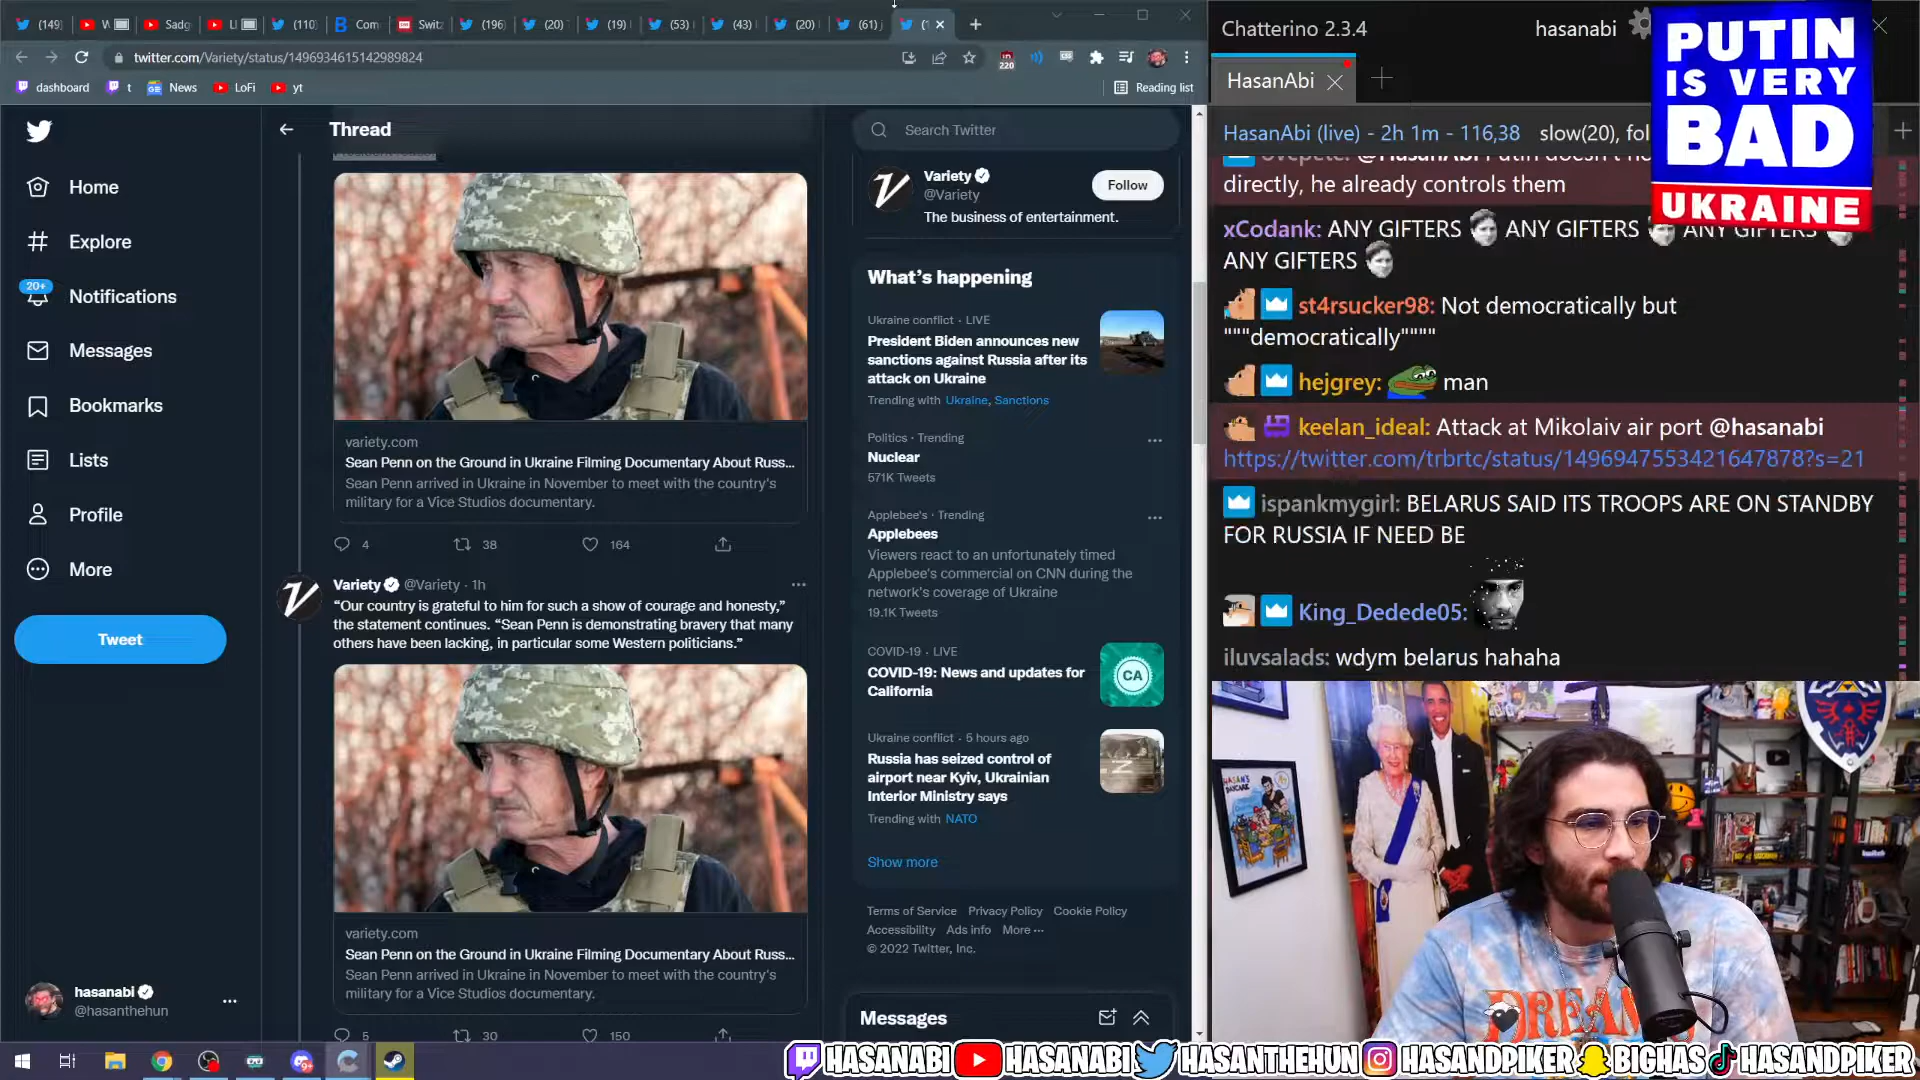 (149)
Sadg
(110)
Com
Switz
(196)
(20)
(19)
(53)
(43)
(20)
(61)
twitter.com/Variety/status/1496934615142989824
220
dashboard
t
News
LoFi
yt
Reading list
Home
Explore
20+
Notifications
Messages
Bookmarks
Lists
Profile
More
Tweet
hasanabi
@hasanthehun
Thread
variety.com
Sean Penn on the Ground in Ukraine Filming Documentary About Russ...
Sean Penn arrived in Ukraine in November to meet with the country's
military for a Vice Studios documentary.
4 38 164
Variety @Variety · 1h
“Our country is grateful to him for such a show of courage and honesty,”
the statement continues. “Sean Penn is demonstrating bravery that many
others have been lacking, in particular some Western politicians.”
variety.com
Sean Penn on the Ground in Ukraine Filming Documentary About Russ...
Sean Penn arrived in Ukraine in November to meet with the country's
military for a Vice Studios documentary.
5 30 150
Search Twitter
Variety
@Variety
Follow
The business of entertainment.
What’s happening
Ukraine conflict · LIVE
President Biden announces new
sanctions against Russia after its
attack on Ukraine
Trending with Ukraine, Sanctions
Politics · Trending
Nuclear
571K Tweets
Applebee's · Trending
Applebees
Viewers react to an unfortunately timed
Applebee's commercial on CNN during the
network's coverage of Ukraine
19.1K Tweets
COVID-19 · LIVE
COVID-19: News and updates for
California
CA
Ukraine conflict · 5 hours ago
Russia has seized control of
airport near Kyiv, Ukrainian
Interior Ministry says
Trending with NATO
Show more
Terms of Service Privacy Policy Cookie Policy
Accessibility Ads info More ···
© 2022 Twitter, Inc.
Messages
Chatterino 2.3.4
hasanabi
HasanAbi
HasanAbi (live) - 2h 1m - 116,38 slow(20), fol
directly, he already controls them
xCodank: ANY GIFTERS ANY GIFTERS ANY GIFTERS
ANY GIFTERS
st4rsucker98: Not democratically but
"""democratically""""
hejgrey: man
keelan_ideal: Attack at Mikolaiv air port @hasanabi
https://twitter.com/trbrtc/status/1496947553421647878?s=21
ispankmygirl: BELARUS SAID ITS TROOPS ARE ON STANDBY
FOR RUSSIA IF NEED BE
King_Dedede05:
iluvsalads: wdym belarus hahaha
PUTIN
IS VERY
BAD
UKRAINE
HASANABI HASANABI HASANTHEHUN HASANDPIKER BIGHAS HASANDPIKER